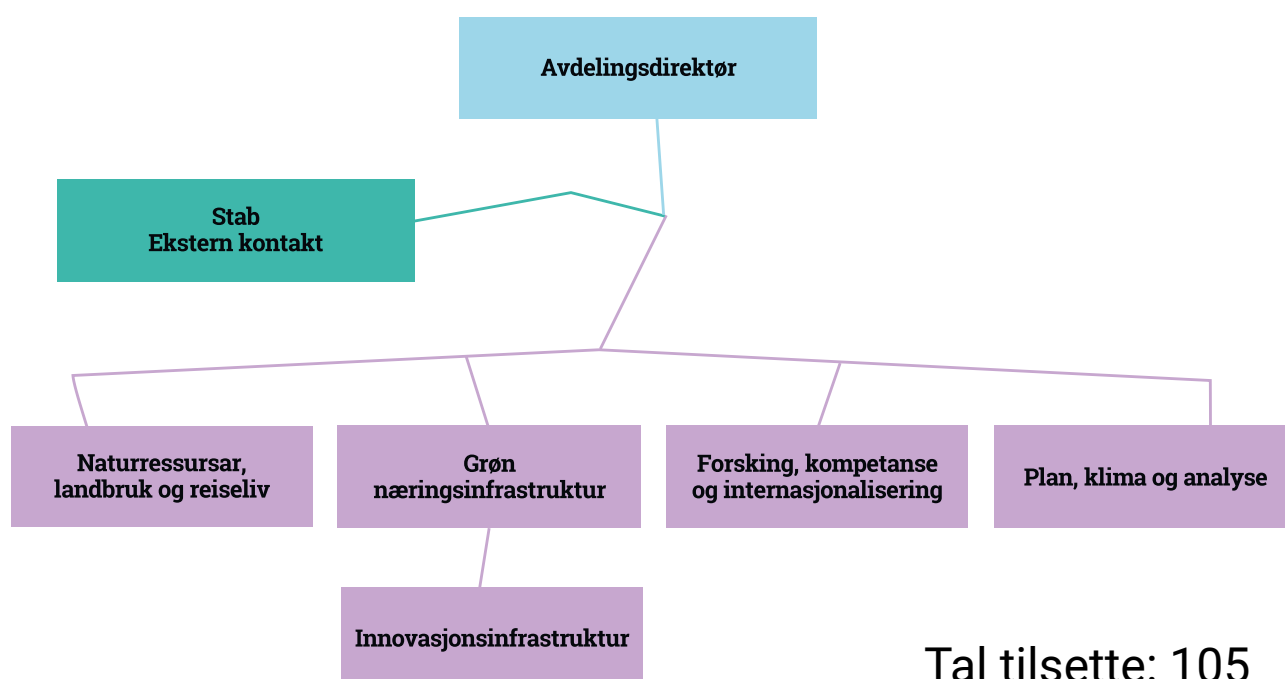 Avdelingsdirektør
Stab
Ekstern kontakt
Naturressursar,
landbruk og reiseliv
Grøn
næringsinfrastruktur
Forsking, kompetanse
og internasjonalisering
Plan, klima og analyse
Innovasjonsinfrastruktur
Tal tilsette: 105